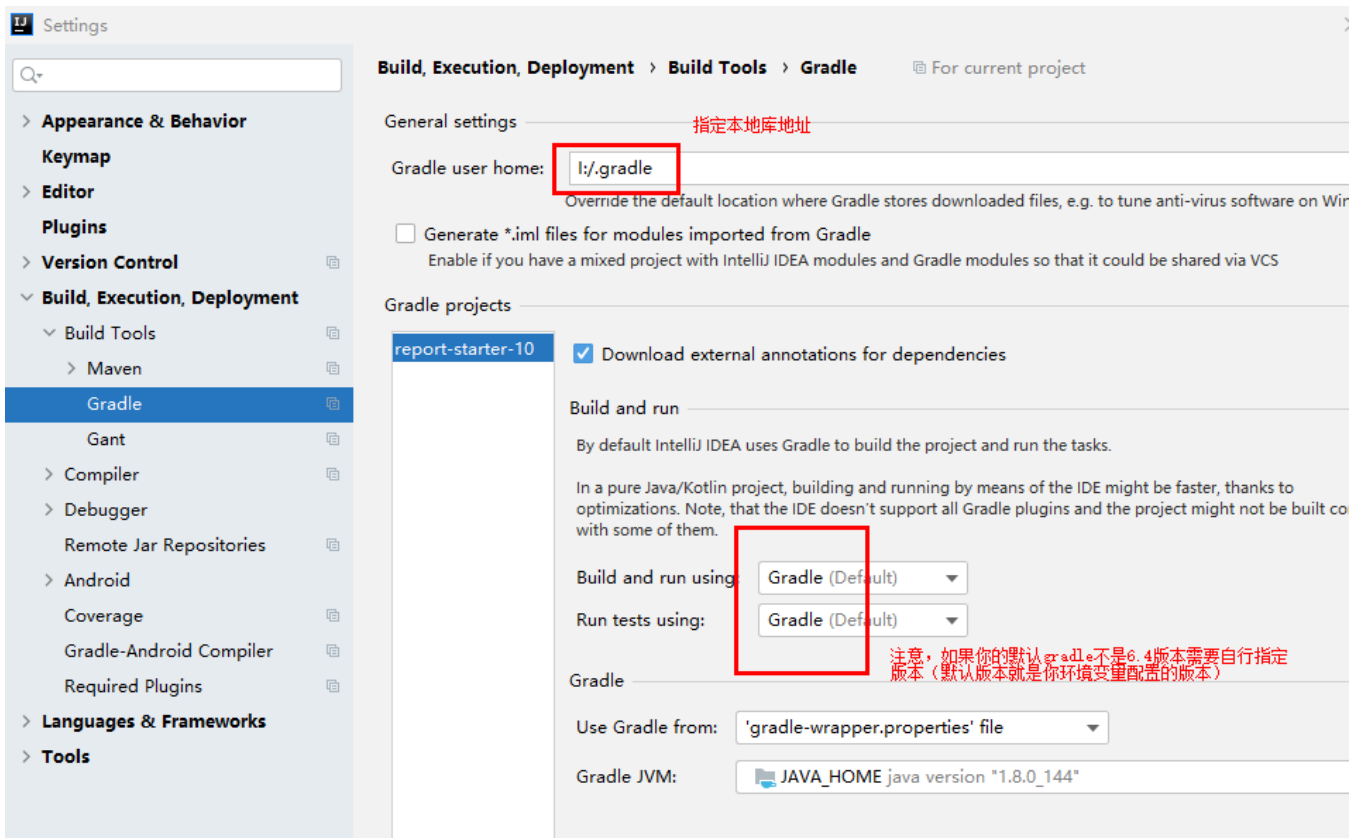 Settings
Build, Execution, Deployment › Build Tools › Gradle For current project
Appearance & Behavior
Keymap
Editor
Plugins
Version Control
Build, Execution, Deployment
Build Tools
Maven
Gradle
Gant
Compiler
Debugger
Remote Jar Repositories
Android
Coverage
Gradle-Android Compiler
Required Plugins
Languages & Frameworks
Tools
General settings
指定本地库地址
Gradle user home: I:/.gradle
Override the default location where Gradle stores downloaded files, e.g. to tune anti-virus software on Win
Generate *.iml files for modules imported from Gradle
Enable if you have a mixed project with IntelliJ IDEA modules and Gradle modules so that it could be shared via VCS
Gradle projects
report-starter-10
Download external annotations for dependencies
Build and run
By default IntelliJ IDEA uses Gradle to build the project and run the tasks.
In a pure Java/Kotlin project, building and running by means of the IDE might be faster, thanks to
optimizations. Note, that the IDE doesn't support all Gradle plugins and the project might not be built co
with some of them.
Build and run using: Gradle (Default)
Run tests using: Gradle (Default)
注意，如果你的默认gradle不是6.4版本需要自行指定
版本（默认版本就是你环境变量配置的版本）
Gradle
Use Gradle from: 'gradle-wrapper.properties' file
Gradle JVM: JAVA_HOME java version "1.8.0_144"